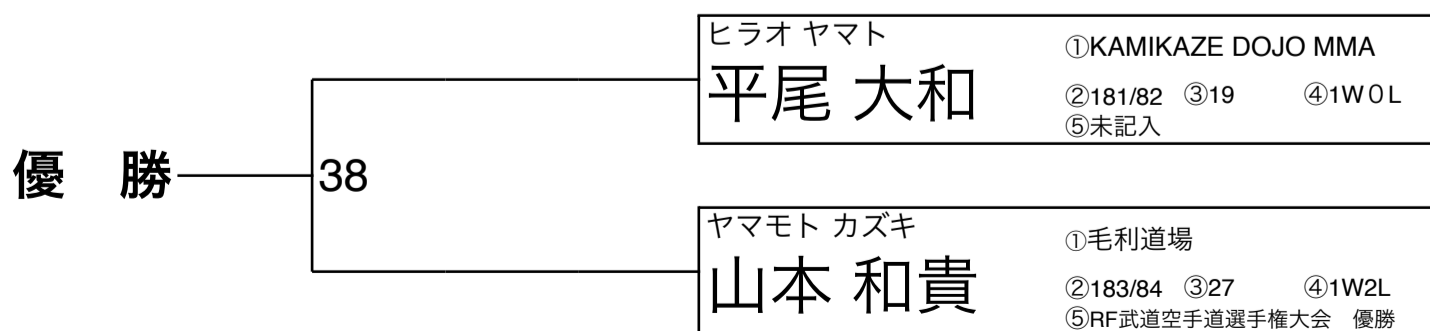 ヒラオ ヤマト
平尾 大和
①KAMIKAZE DOJO MMA
②181/82 ③19 ④1W０L
⑤未記入
優 勝
38
ヤマモト カズキ
山本 和貴
①毛利道場
②183/84 ③27 ④1W2L
⑤RF武道空手道選手権大会 優勝